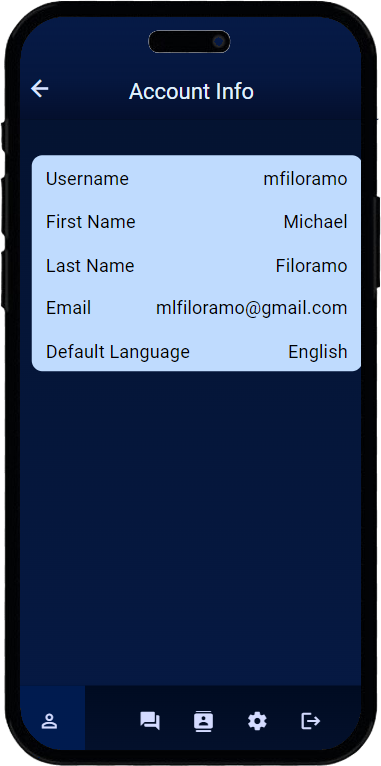 Account Info
Username mfiloramo
First Name Michael
Last Name Filoramo
Email mlfiloramo@gmail.com
Default Language English